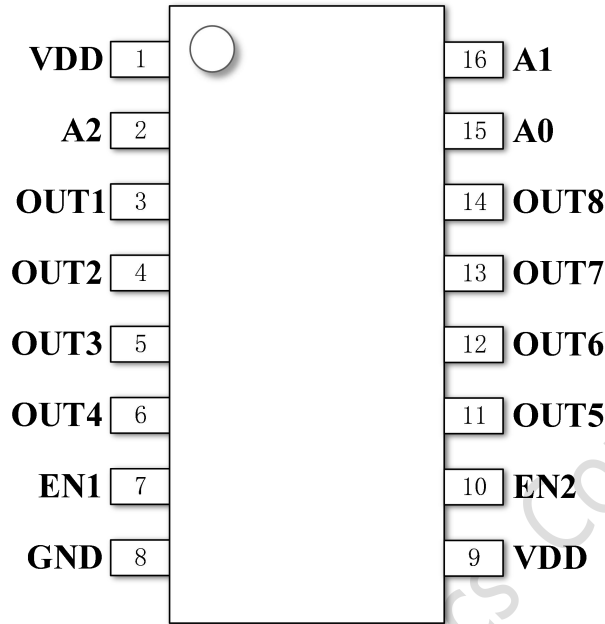 VDD 1 16 A1
A2 2 15 A0
OUT1 3 14 OUT8
OUT2 4 13 OUT7
OUT3 5 12 OUT6
OUT4 6 11 OUT5
EN1 7 10 EN2
GND 8 9 VDD